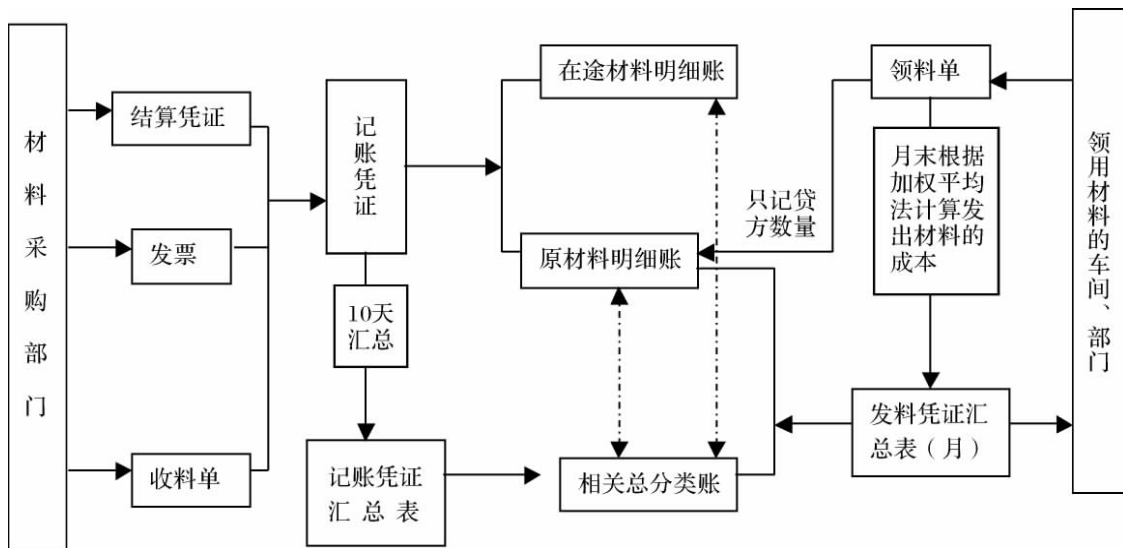 材料采购部门
结算凭证
发票
收料单
记账凭证
10天
汇总
记账凭证
汇总表
在途材料明细账
原材料明细账
相关总分类账
只记贷
方数量
领料单
月末根据
加权平均
法计算发
出材料的
成本
发料凭证汇
总表（月）
领用材料的车间、部门